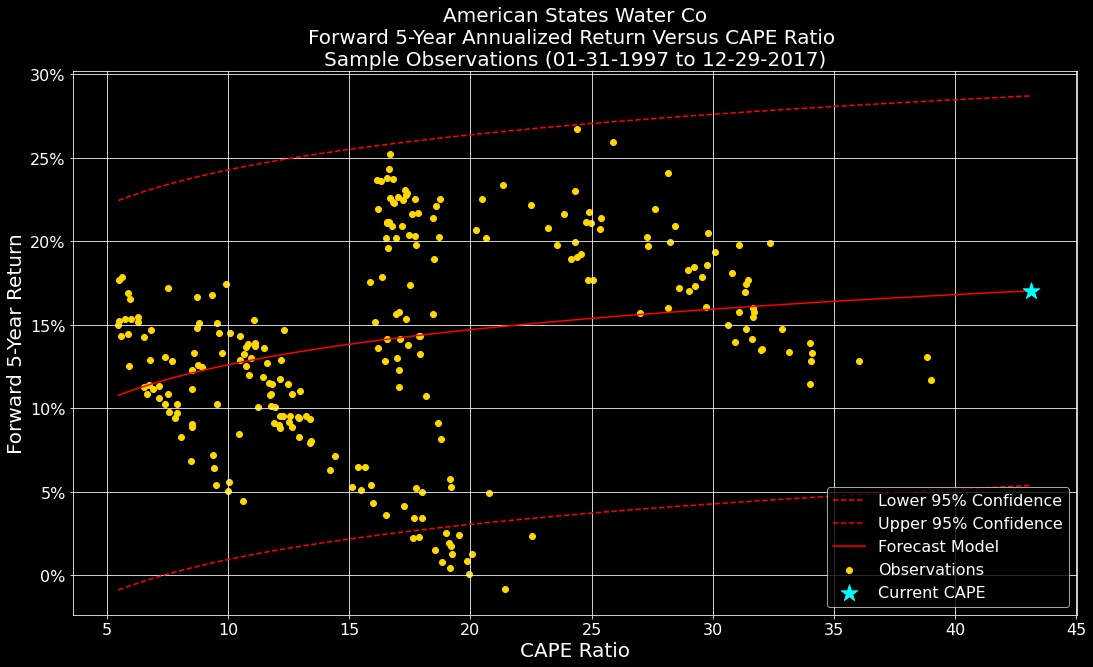 American States Water Co
Forward 5-Year Annualized Return Versus CAPE Ratio
Sample Observations (01-31-1997 to 12-29-2017)
Forward 5-Year Return
30%
25%
20%
15%
10%
5%
0%
Lower 95% Confidence
Upper 95% Confidence
Forecast Model
Observations
Current CAPE
5 10 15 20 25 30 35 40 45
CAPE Ratio